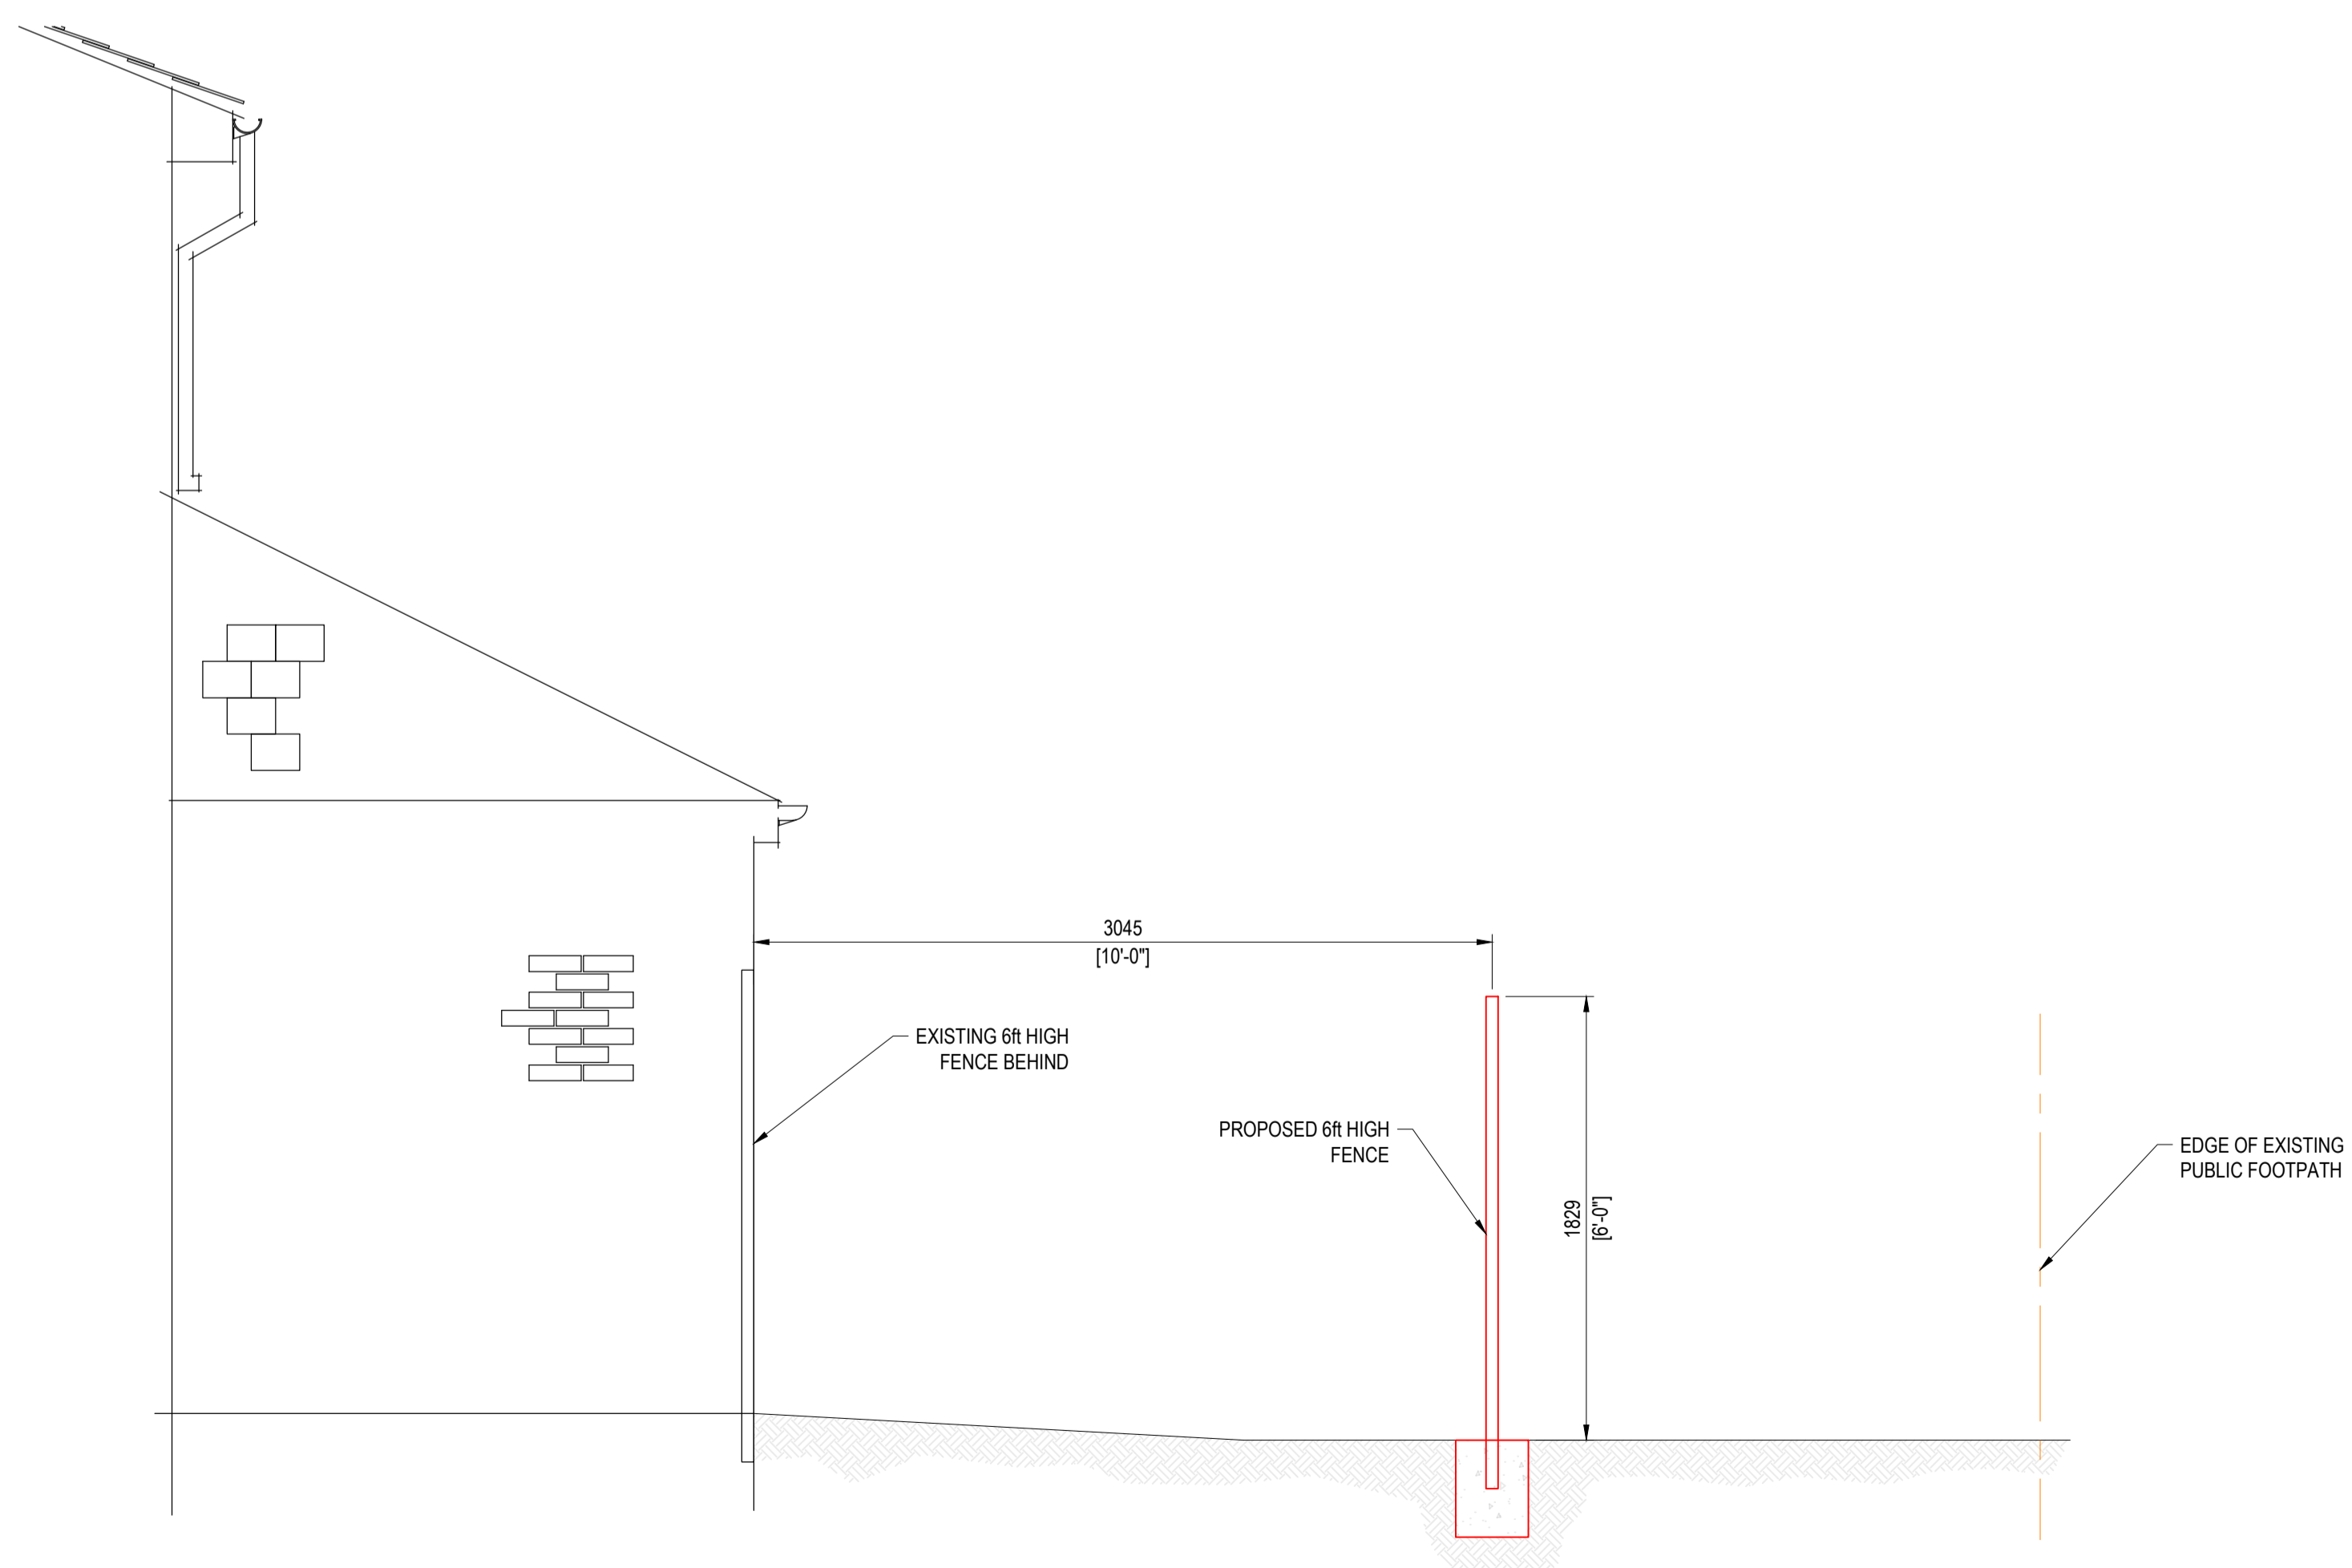 3045
[10'-0"]
EXISTING 6ft HIGH
FENCE BEHIND
PROPOSED 6ft HIGH
FENCE
1829
[6'-0"]
EDGE OF EXISTING
PUBLIC FOOTPATH